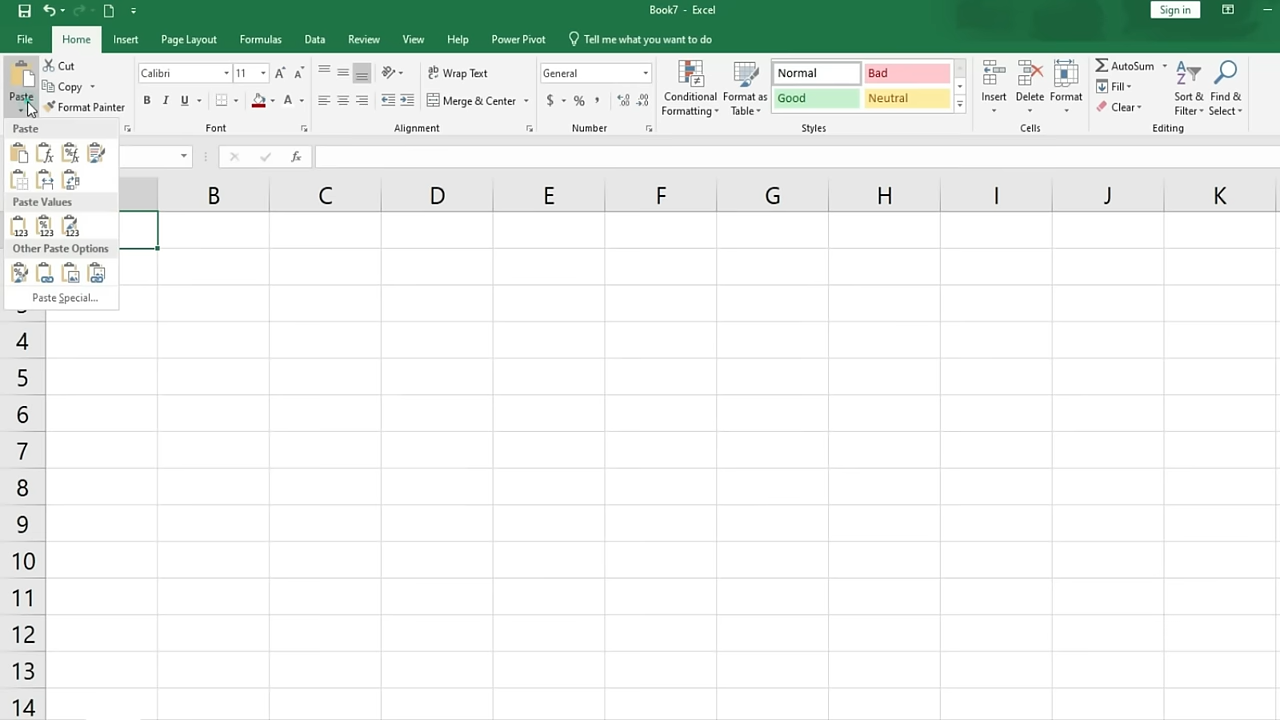 Book7 - Excel
Sign in
File Home Insert Page Layout Formulas Data Review View Help Power Pivot Tell me what you want to do
Paste
Cut
Copy
Format Painter
Calibri 11
B I U
A A
A
Wrap Text
Merge & Center
General
$ % ,
Conditional Formatting
Format as Table
Normal Bad
Good Neutral
Insert
Delete
Format
AutoSum
Fill
Clear
Sort & Filter
Find & Select
Font Alignment Number Styles Cells Editing
Paste
Paste Values
123 123 123
Other Paste Options
Paste Special...
fx
B C D E F G H I J K
4
5
6
7
8
9
10
11
12
13
14